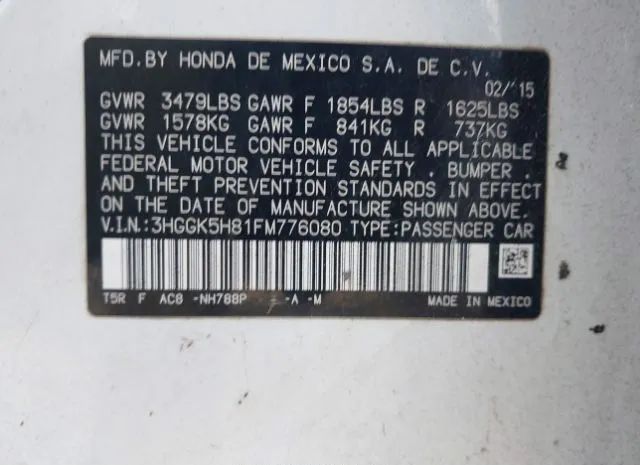 MFD.BY HONDA DE MEXICO S.A. DE C.V.
02/'15
GVWR 3479LBS GAWR F 1854LBS R 1625LBS
GVWR 1578KG GAWR F 841KG R 737KG
THIS VEHICLE CONFORMS TO ALL APPLICABLE
FEDERAL MOTOR VEHICLE SAFETY . BUMPER .
AND THEFT PREVENTION STANDARDS IN EFFECT
ON THE DATE OF MANUFACTURE SHOWN ABOVE.
V.I.N.:3HGGK5H81FM776080 TYPE:PASSENGER CAR
T5R F AC8 -NH788P - -A -M MADE IN MEXICO